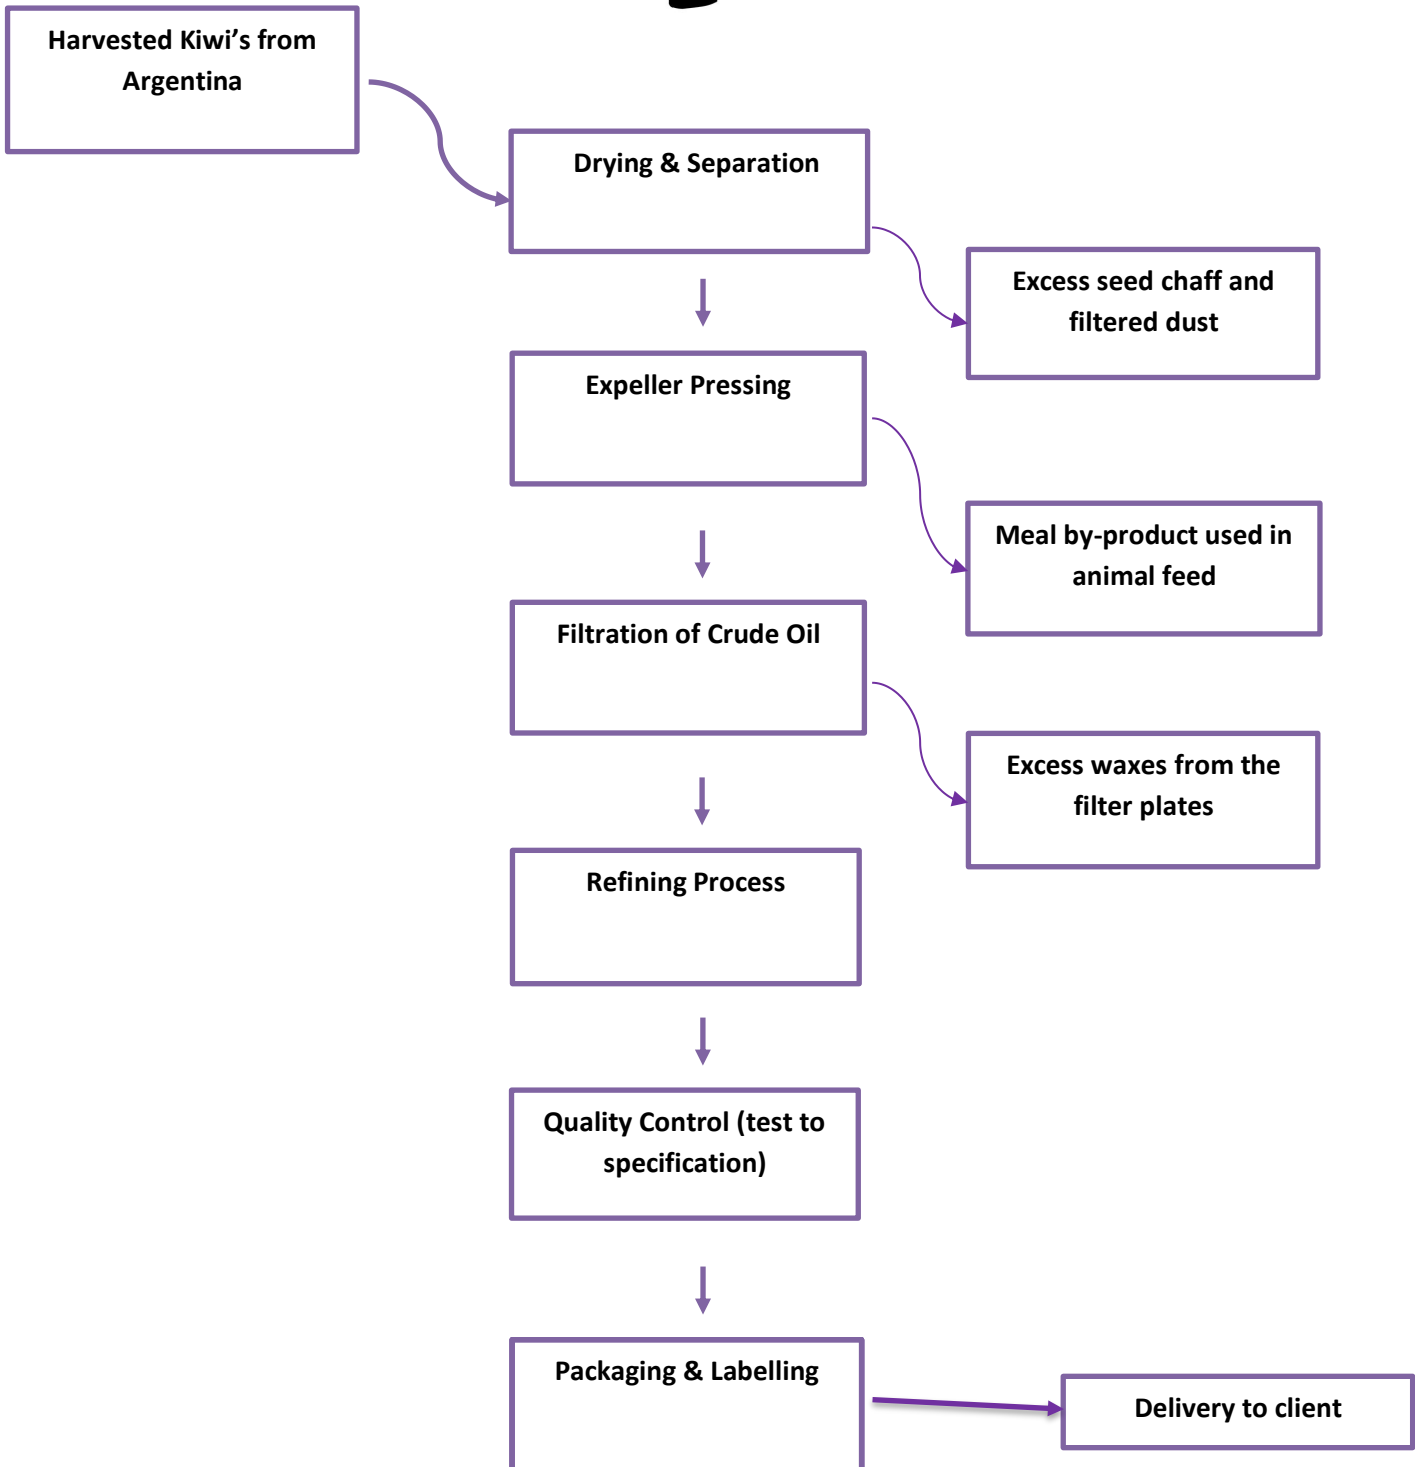 Harvested Kiwi’s from
Argentina
Drying & Separation
Excess seed chaff and
filtered dust
Expeller Pressing
Meal by-product used in
animal feed
Filtration of Crude Oil
Excess waxes from the
filter plates
Refining Process
Quality Control (test to
specification)
Packaging & Labelling
Delivery to client